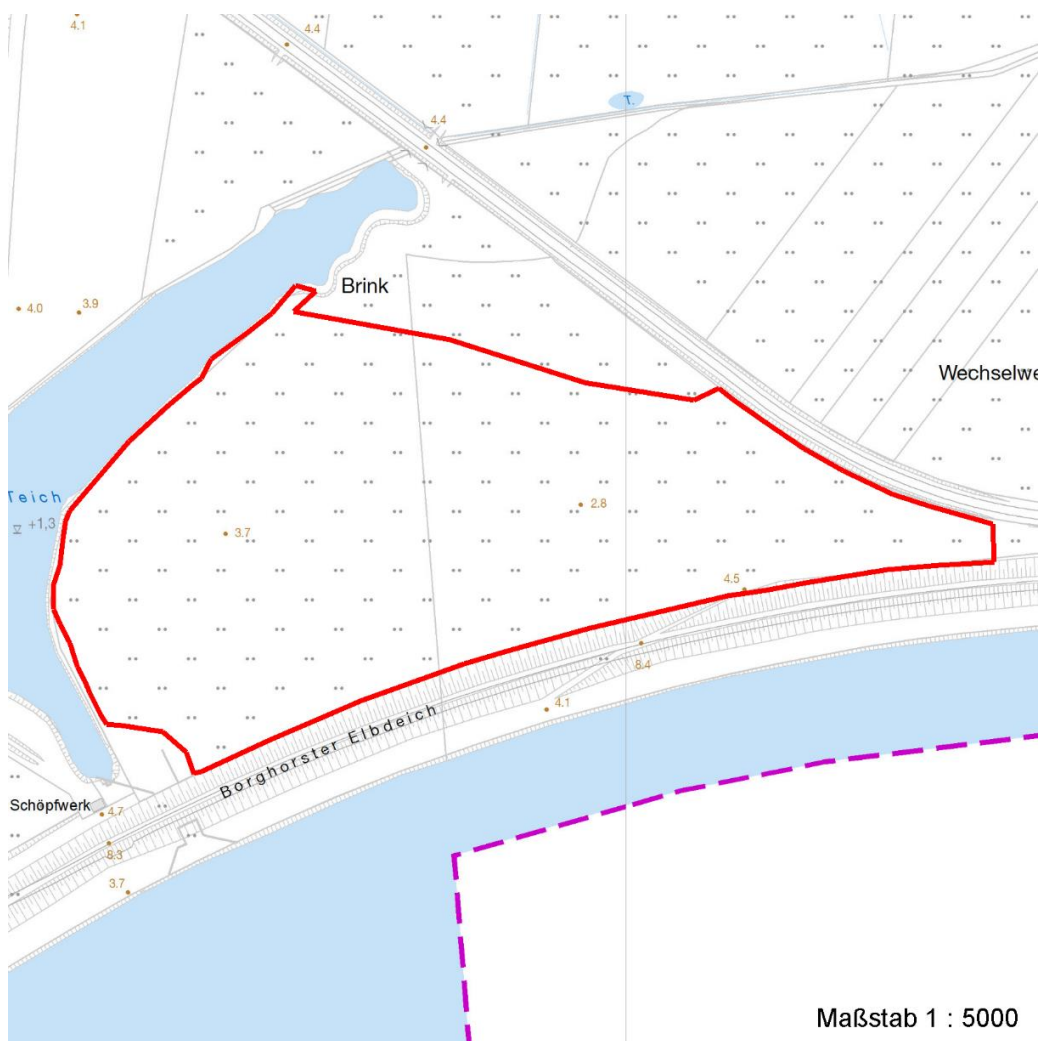 4.1
4.4
T.
4.4
Brink
4.0
3.9
Wechselwe
Teich
+1,3
2.8
3.7
4.5
8.4
4.1
Borghorster Elbdeich
Schöpfwerk
4.7
8.3
3.7
Maßstab 1 : 5000